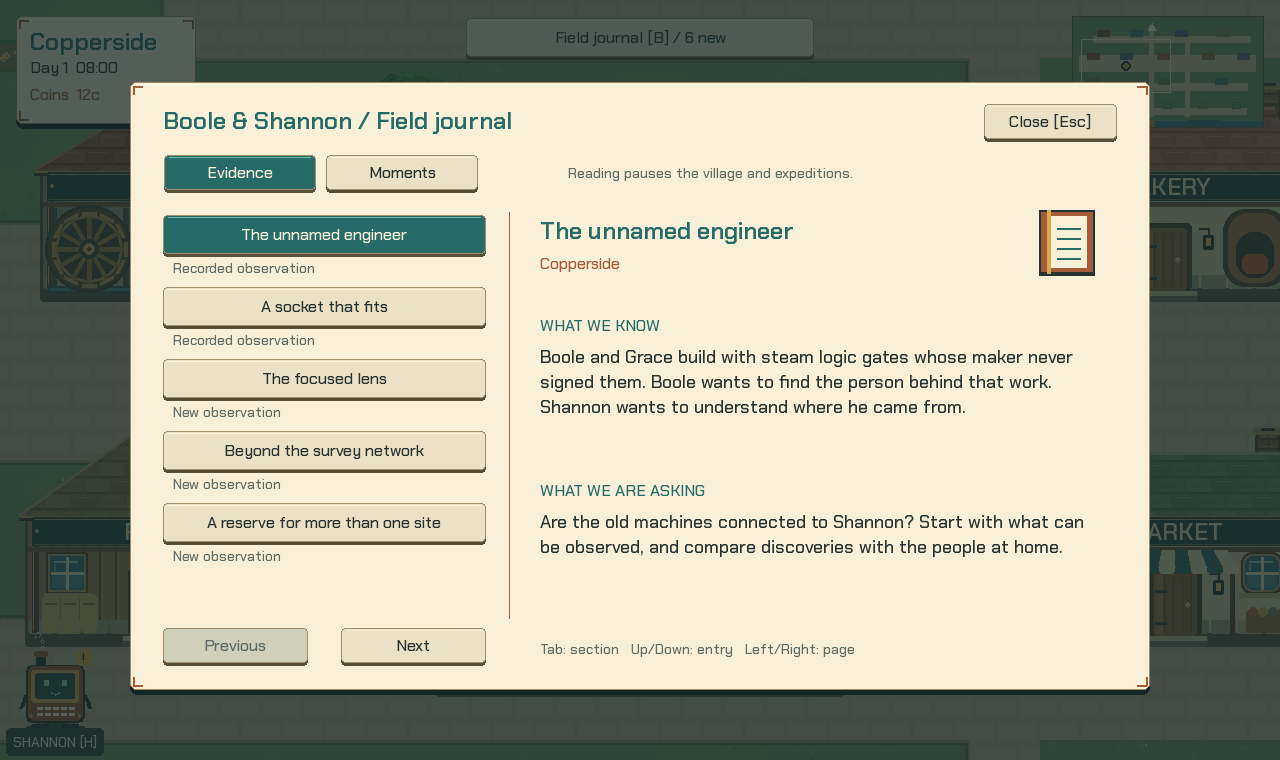 Copperside
Day 1 08:00
Coins 12c
Field journal [B] / 6 new
Boole & Shannon / Field journal
Close [Esc]
Evidence
Moments
Reading pauses the village and expeditions.
The unnamed engineer
Recorded observation
A socket that fits
Recorded observation
The focused lens
New observation
Beyond the survey network
New observation
A reserve for more than one site
New observation
Previous
Next
The unnamed engineer
Copperside
WHAT WE KNOW
Boole and Grace build with steam logic gates whose maker never
signed them. Boole wants to find the person behind that work.
Shannon wants to understand where he came from.
WHAT WE ARE ASKING
Are the old machines connected to Shannon? Start with what can
be observed, and compare discoveries with the people at home.
Tab: section Up/Down: entry Left/Right: page
KERY
ARKET
SHANNON [H]